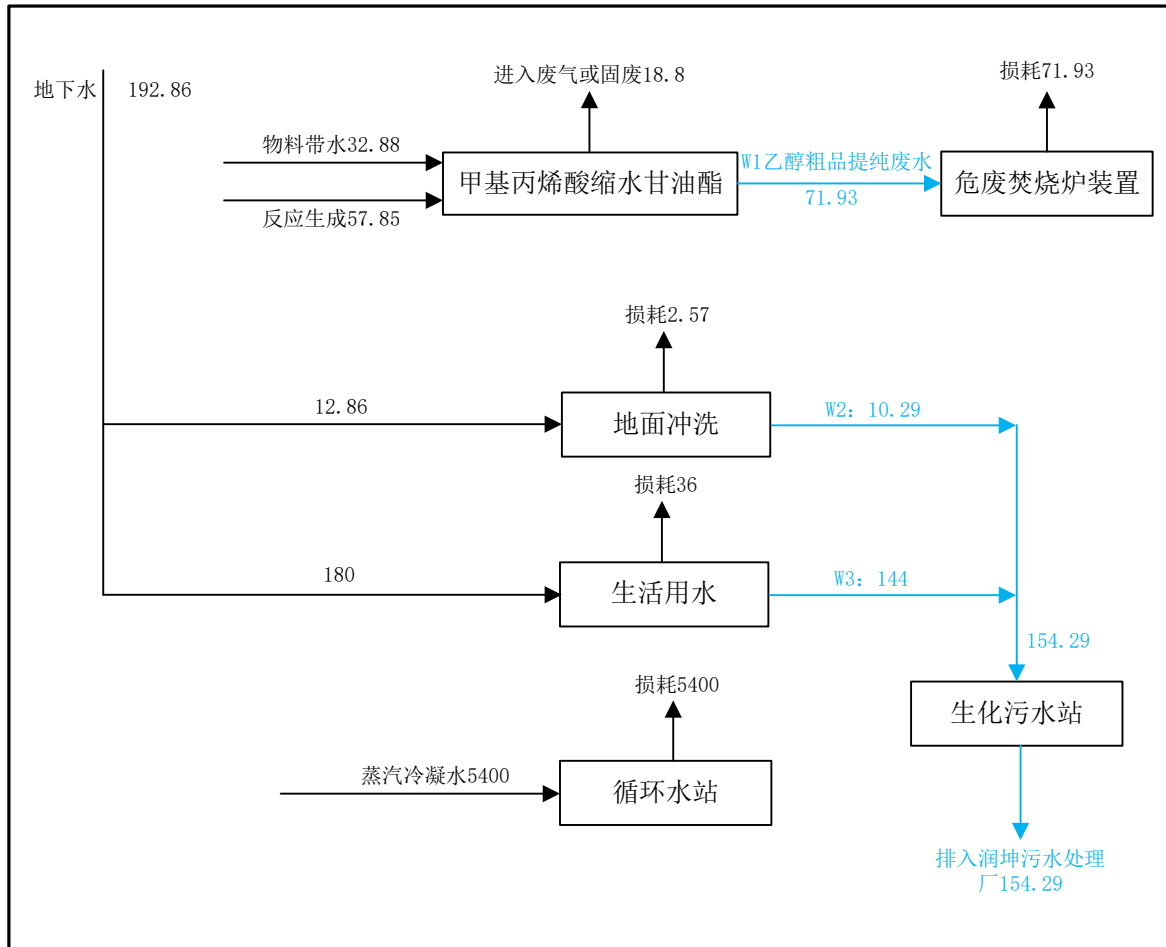 进入废气或固废18.8
损耗71.93
地下水
192.86
物料带水32.88
甲基丙烯酸缩水甘油酯
W1乙醇粗品提纯废水
71.93
危废焚烧炉装置
反应生成57.85
损耗2.57
12.86
地面冲洗
W2：10.29
损耗36
180
生活用水
W3：144
154.29
损耗5400
生化污水站
蒸汽冷凝水5400
循环水站
排入润坤污水处理
厂154.29